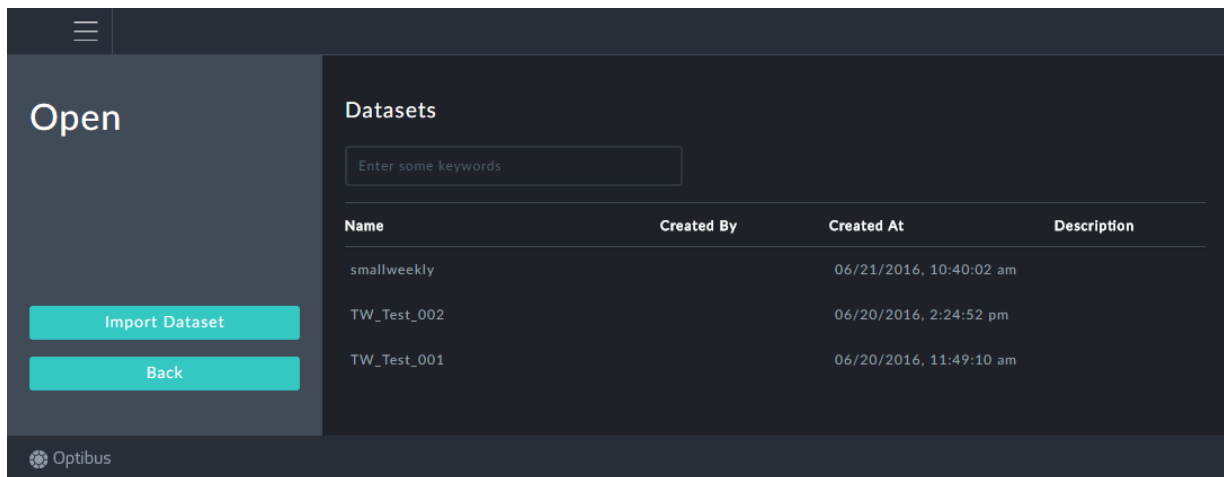 Open
Import Dataset
Back
Datasets
Enter some keywords
Name Created By Created At Description
smallweekly 06/21/2016, 10:40:02 am
TW_Test_002 06/20/2016, 2:24:52 pm
TW_Test_001 06/20/2016, 11:49:10 am
Optibus